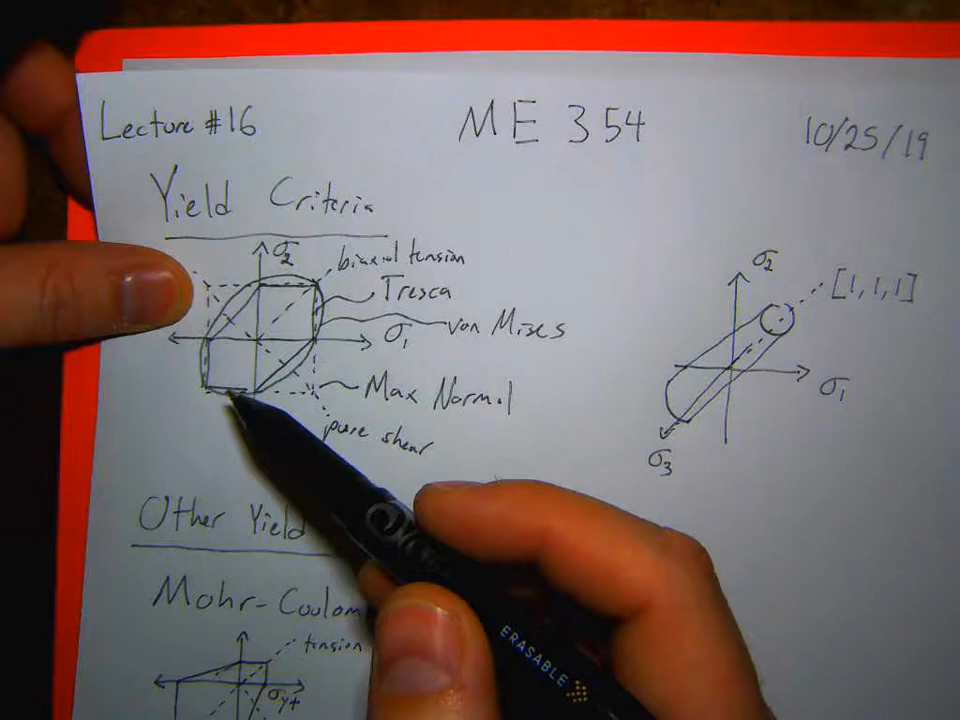 Lecture #16
ME 354
10/25/19
Yield Criteria
σ2
biaxial tension
Tresca
σ1
von Mises
Max Normal
pure shear
σ2
[1,1,1]
σ1
σ3
Other Yield
Mohr-Coulom
tension
σyt
ERASABLE